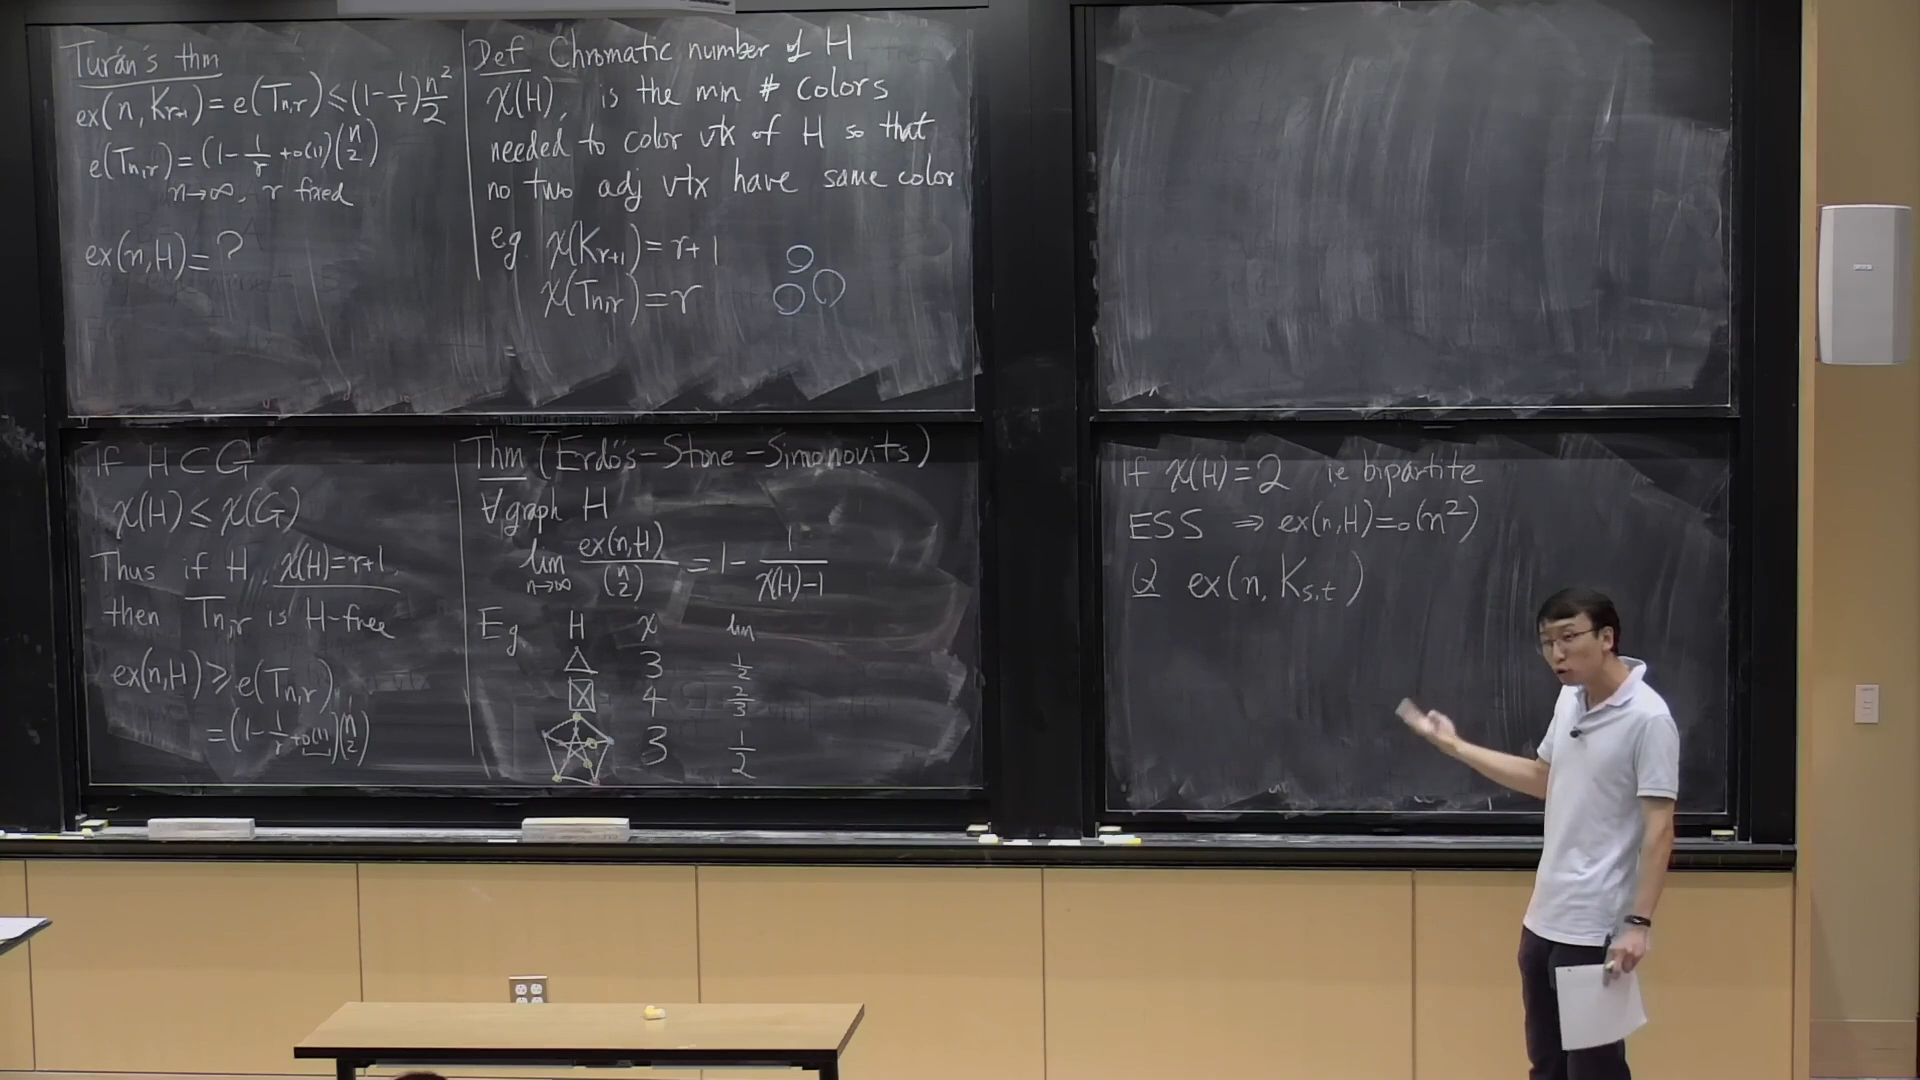 Turán's thm
ex(n, K_{r+1}) = e(T_{n,r}) ≤ (1 - 1/r) n²/2
e(T_{n,r}) = (1 - 1/r + o(1)) (n 2)
n→∞, r fixed
ex(n,H) = ?
Def Chromatic number of H
χ(H), is the min # colors
needed to color vtx of H so that
no two adj vtx have same color
eg χ(K_{r+1}) = r+1
χ(T_{n,r}) = r
If H ⊂ G
χ(H) ≤ χ(G)
Thus if H, χ(H)=r+1,
then T_{n,r} is H-free
ex(n,H) ≥ e(T_{n,r})
= (1 - 1/r + o(1)) (n 2)
Thm (Erdős-Stone-Simonovits)
∀ graph H
lim n→∞ ex(n,H)/(n 2) = 1 - 1/(χ(H)-1)
Eg H χ lim
3 1/2
4 2/3
3 1/2
If χ(H)=2 ie bipartite
ESS ⇒ ex(n,H)=o(n²)
Q ex(n, K_{s,t})